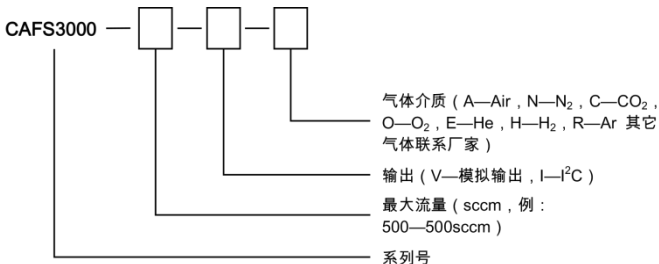 CAFS3000 — □ — □ — □
气体介质（A—Air，N—N₂，C—CO₂，
O—O₂，E—He，H—H₂，R—Ar 其它
气体联系厂家）
输出（V—模拟输出，I—I²C）
最大流量（sccm，例：
500—500sccm）
系列号